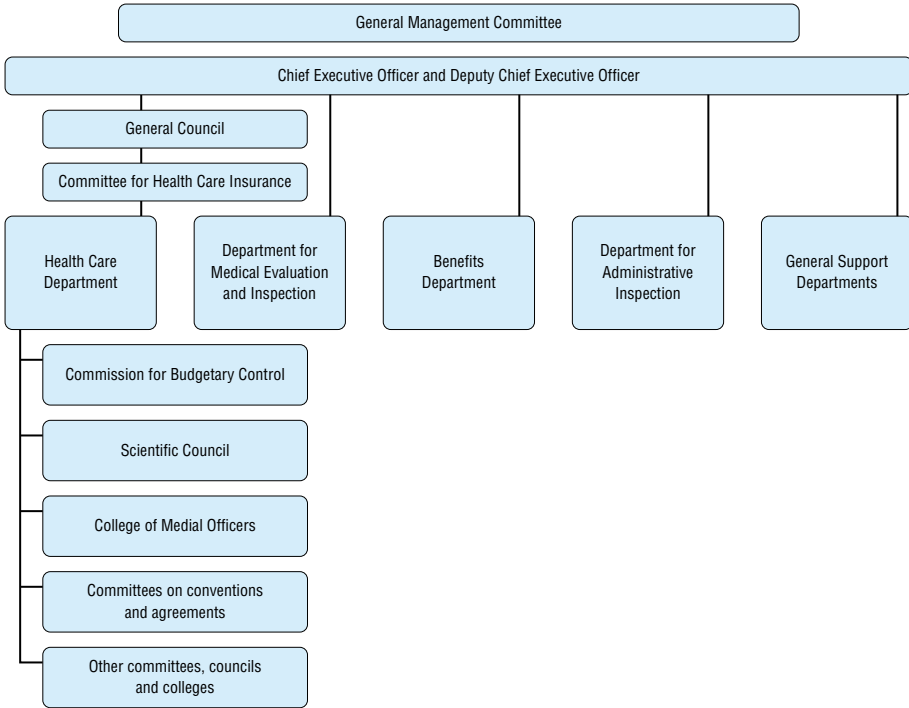 General Management Committee
Chief Executive Officer and Deputy Chief Executive Officer
General Council
Committee for Health Care Insurance
Health Care
Department
Department for
Medical Evaluation
and Inspection
Benefits
Department
Department for
Administrative
Inspection
General Support
Departments
Commission for Budgetary Control
Scientific Council
College of Medial Officers
Committees on conventions
and agreements
Other committees, councils
and colleges